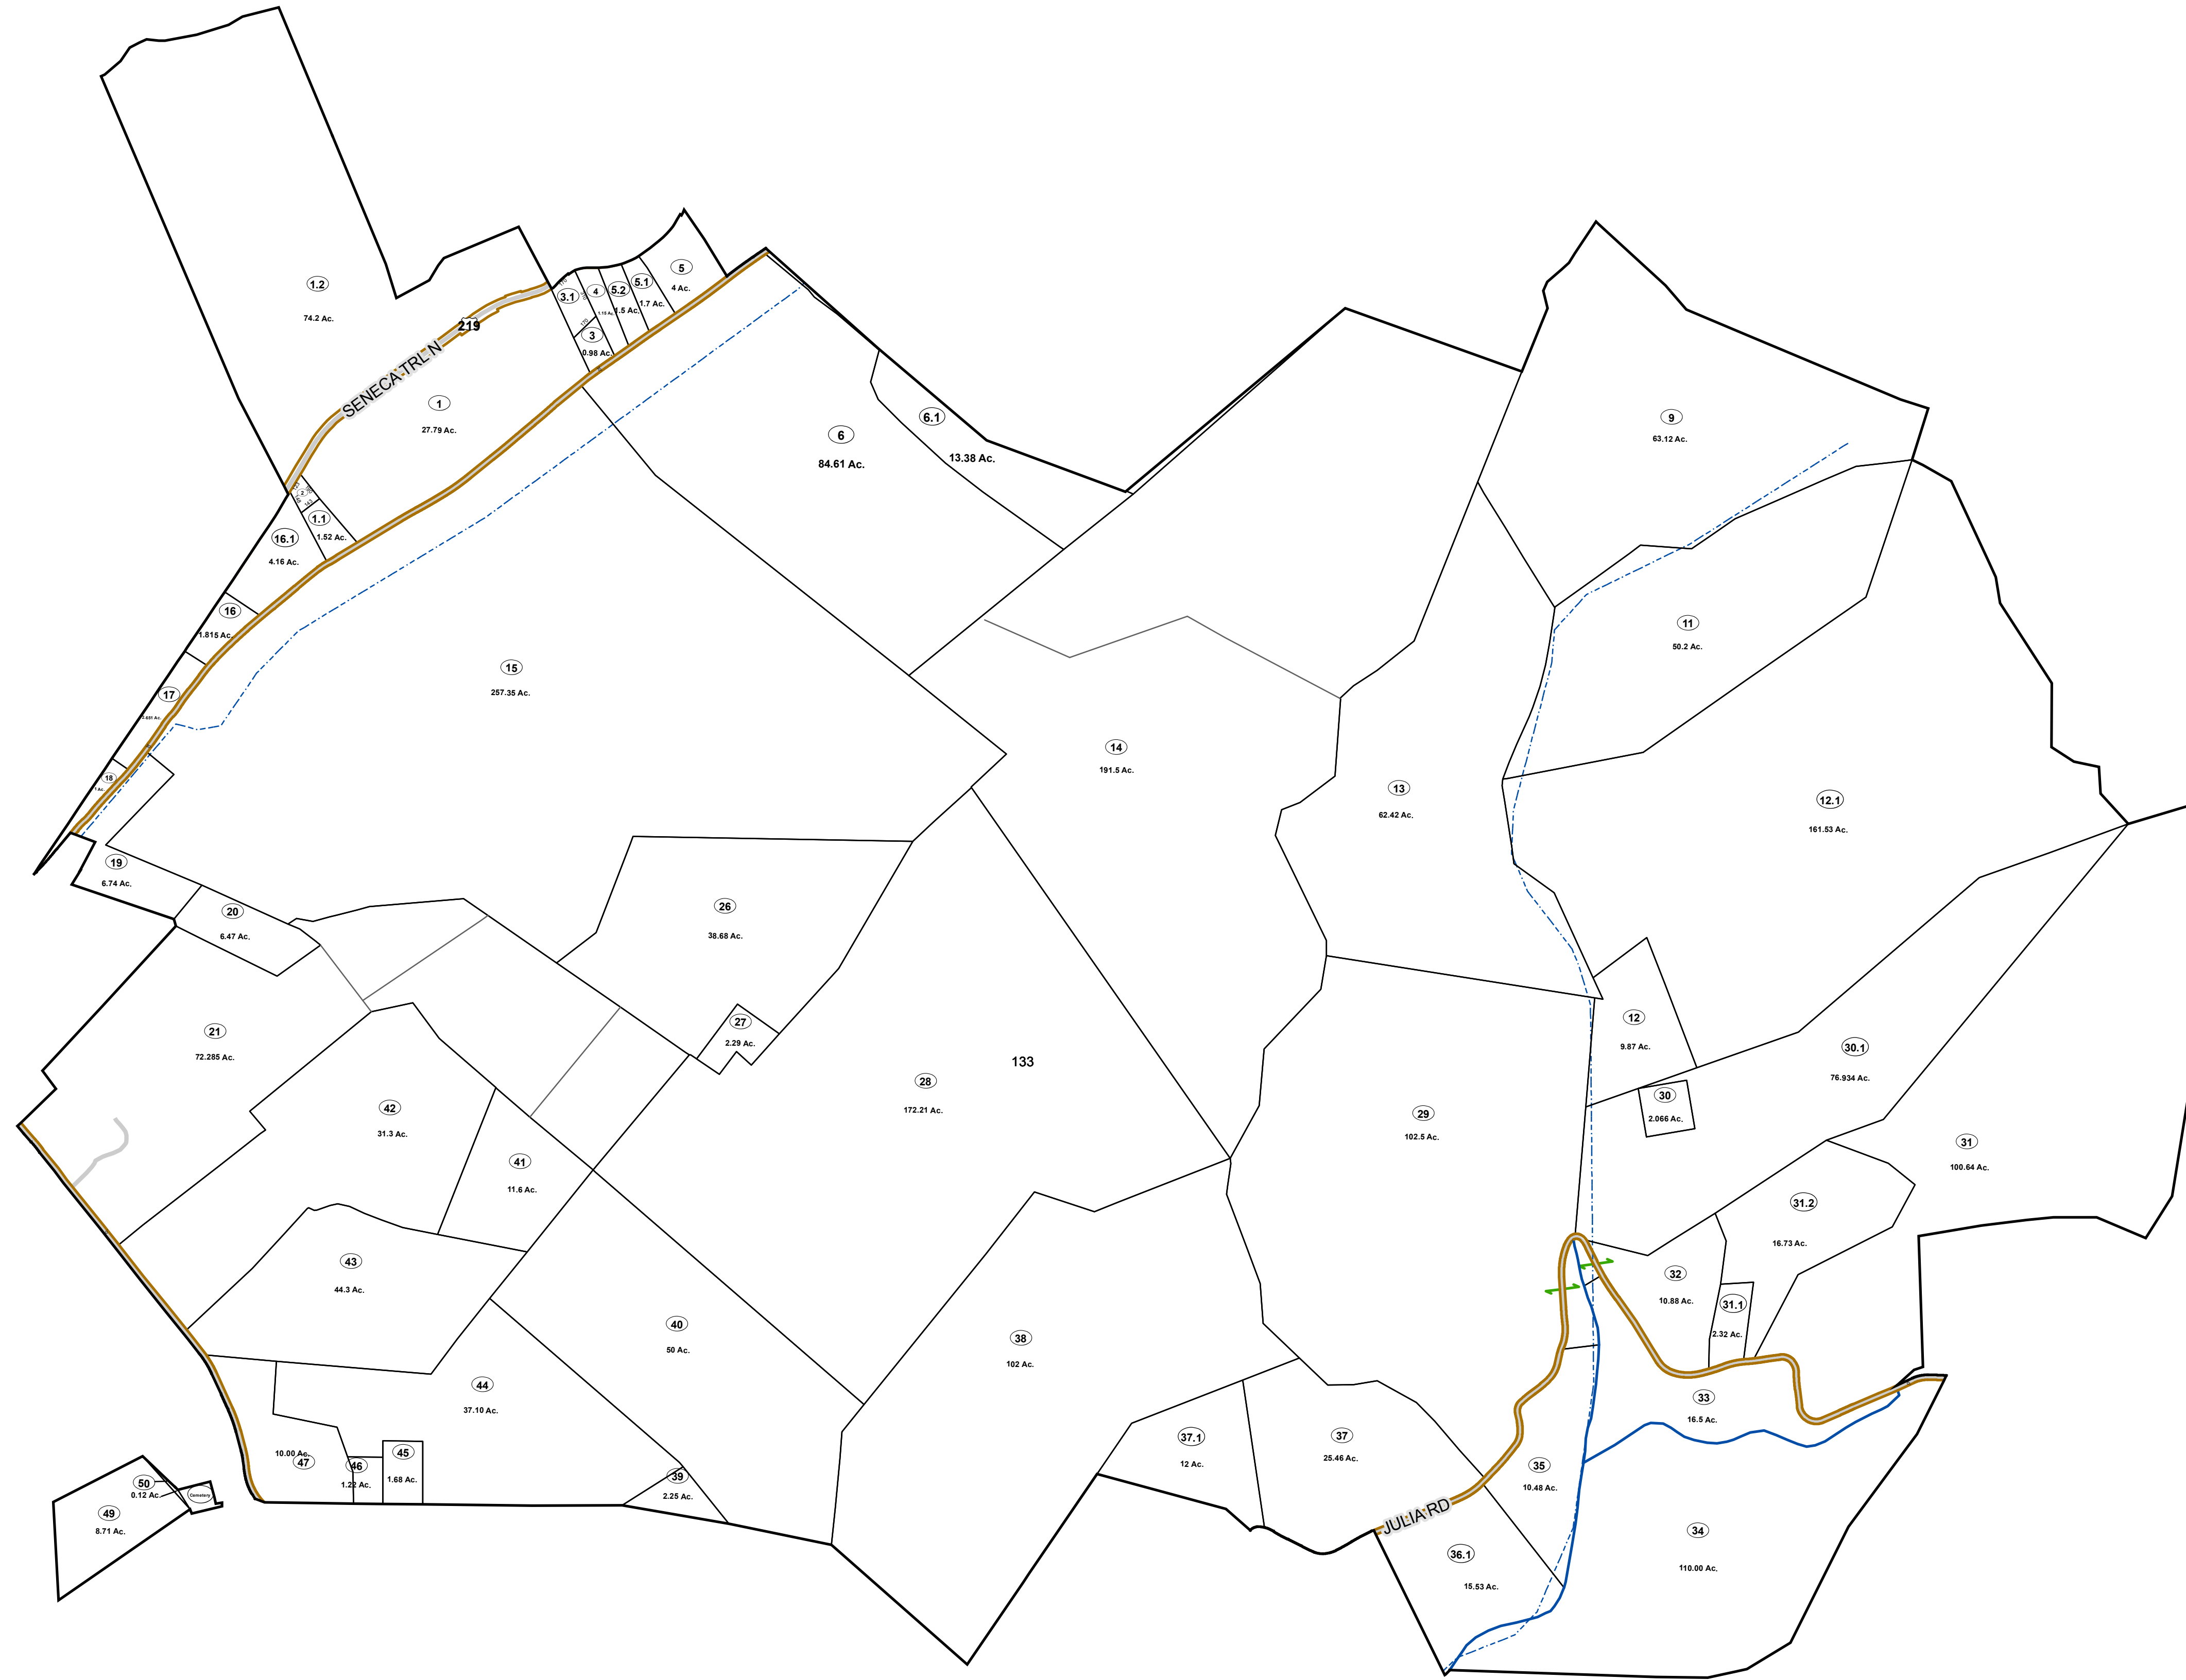 1.2
74.2 Ac.
219
SENECA TRL N
1
27.79 Ac.
3.1
170
4
1.15 Ac.
3
0.98 Ac.
5.2
1.5 Ac.
5.1
1.7 Ac.
5
4 Ac.
6
84.61 Ac.
6.1
13.38 Ac.
9
63.12 Ac.
2
1.1
1.52 Ac.
16.1
4.16 Ac.
16
1.815 Ac.
17
18
1 Ac.
15
257.35 Ac.
11
50.2 Ac.
14
191.5 Ac.
13
62.42 Ac.
12.1
161.53 Ac.
19
6.74 Ac.
20
6.47 Ac.
26
38.68 Ac.
27
2.29 Ac.
21
72.285 Ac.
12
9.87 Ac.
30.1
76.934 Ac.
133
28
172.21 Ac.
30
2.066 Ac.
29
102.5 Ac.
31
100.64 Ac.
42
31.3 Ac.
41
11.6 Ac.
31.2
16.73 Ac.
43
44.3 Ac.
32
10.88 Ac.
31.1
2.32 Ac.
40
50 Ac.
38
102 Ac.
44
37.10 Ac.
33
16.5 Ac.
37.1
12 Ac.
37
25.46 Ac.
10.00 Ac.
47
46
1.22 Ac.
45
1.68 Ac.
39
2.25 Ac.
35
10.48 Ac.
50
0.12 Ac.
Cemetery
49
8.71 Ac.
JULIA RD
36.1
15.53 Ac.
34
110.00 Ac.